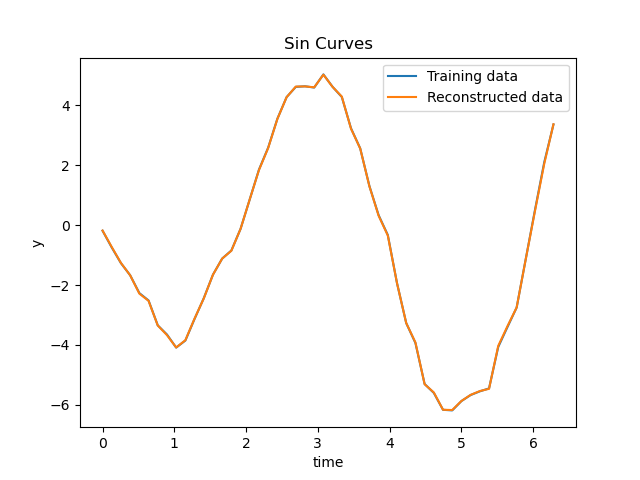 Sin Curves
Training data
Reconstructed data
4
2
0
−2
−4
−6
y
0 1 2 3 4 5 6
time